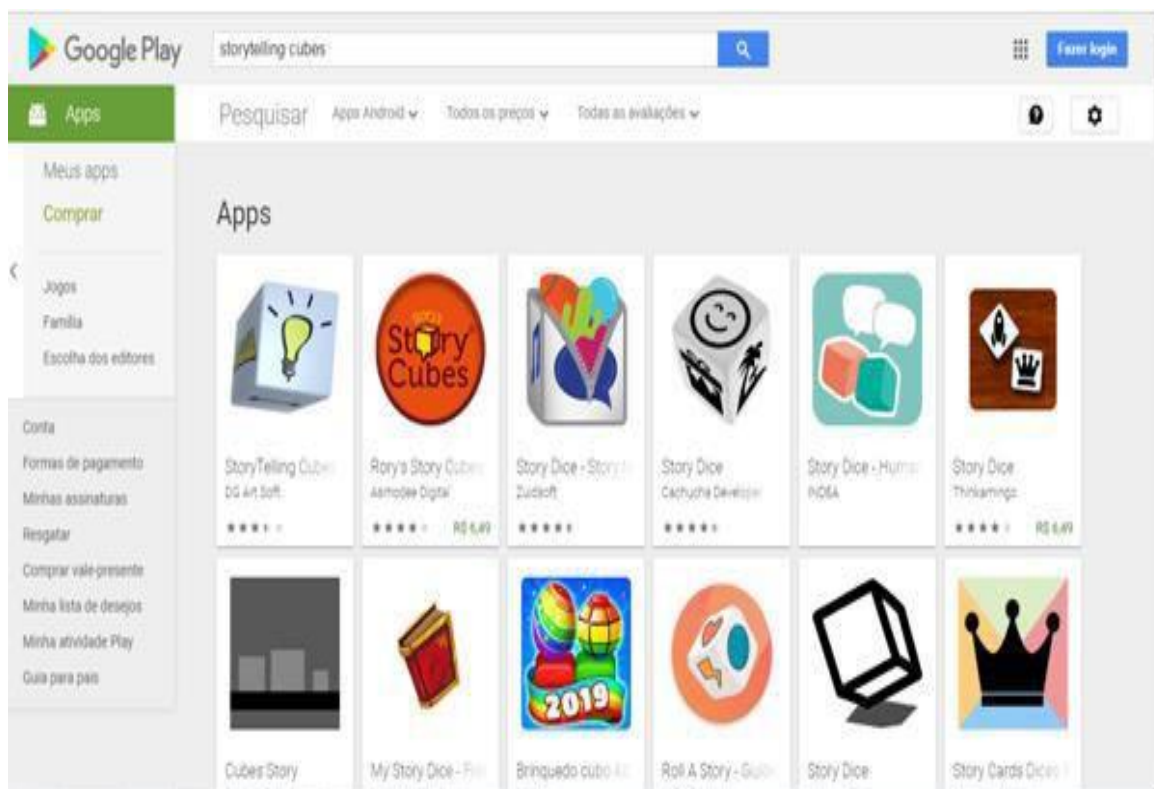 Google Play
storytelling cubes
Fazer login
Apps
Pesquisar
Apps Android
Todos os preços
Todas as avaliações
Meus apps
Comprar
Jogos
Família
Escolha dos editores
Conta
Formas de pagamento
Minhas assinaturas
Resgatar
Comprar vale-presente
Minha lista de desejos
Minha atividade Play
Guia para pais
Apps
Story
Cubes
StoryTelling Cube
DG Art Soft.
Rory's Story Cubes
Asmodee Digital
R$ 6,49
Story Dice - Story
Zuidsoft
Story Dice
Cachucha Developer
Story Dice - Human
Story Dice
Thinkamingo
R$ 6,49
2019
Cubes Story
My Story Dice -
Brinquedo cubo
Roll A Story -
Story Dice
Story Cards Dices